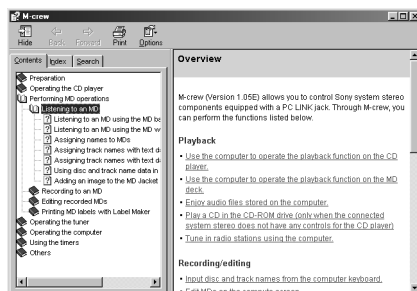 M-crew
Hide Back Forward Print Options
Contents Index Search
Preparation
Operating the CD player
Performing MD operations
Listening to an MD
Listening to an MD using the MD
Listening to an MD using the MD
Assigning names to MDs
Assigning track names with text
Assigning track names with text
Using disc and track name data in
Adding an image to the MD Jacket
Recording to an MD
Editing recorded MDs
Printing MD labels with Label Maker
Operating the tuner
Operating the computer
Using the timers
Others
Overview
M-crew (Version 1.05E) allows you to control Sony system stereo
components equipped with a PC LINK jack. Through M-crew, you
can perform the functions listed below.
Playback
• Use the computer to operate the playback function on the CD
player.
• Use the computer to operate the playback function on the MD
deck.
• Enjoy audio files stored on the computer.
• Play a CD in the CD-ROM drive (only when the connected
system stereo does not have any controls for the CD player)
• Tune in radio stations using the computer.
Recording/editing
• Input disc and track names from the computer keyboard.
• Edit MDs on the computer screen.